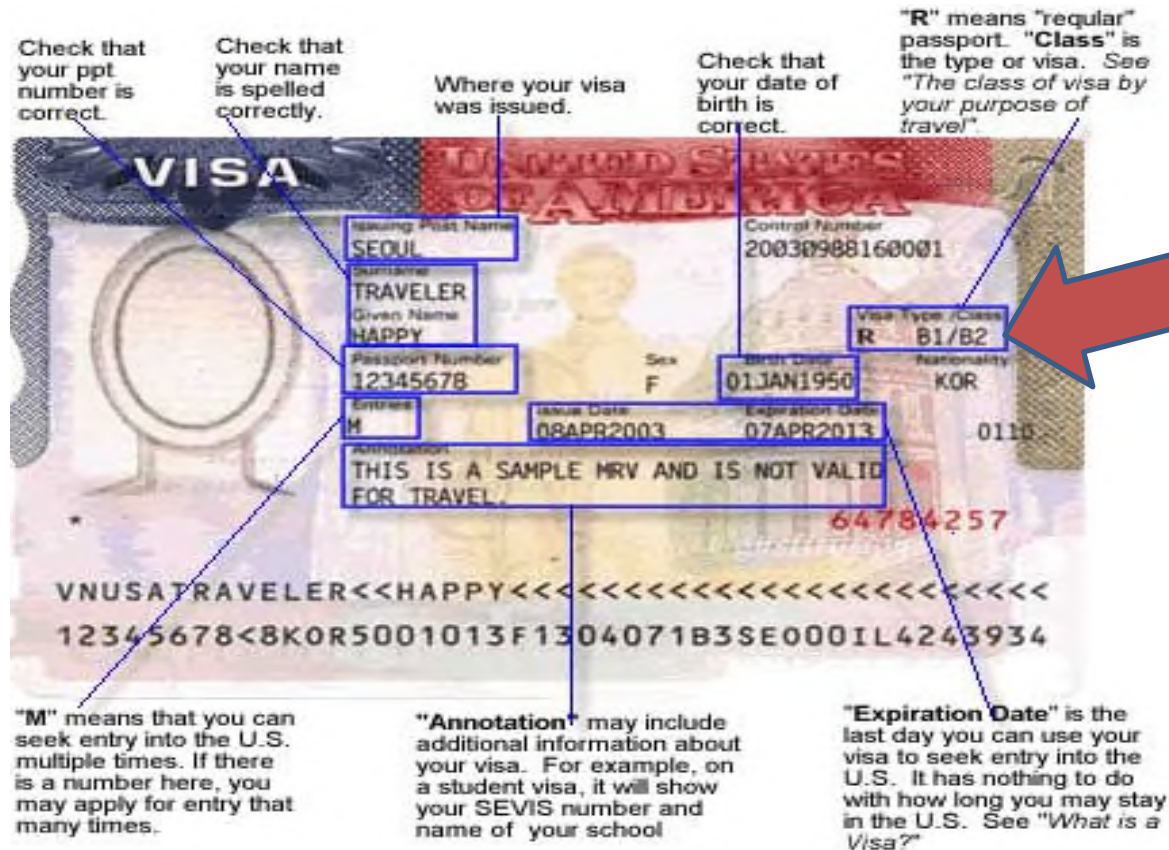 Check that
your ppt
number is
correct.
Check that
your name
is spelled
correctly.
Where your visa
was issued.
Check that
your date of
birth is
correct.
"R" means "reqular"
passport. "Class" is
the type or visa. See
"The class of visa by
your purpose of
travel".
VISA
UNITED STATES
OF AMERICA
Issuing Post Name
SEOUL
Control Number
20030988160001
Surname
TRAVELER
Given Name
HAPPY
Visa Type /Class
R B1/B2
Passport Number
12345678
Sex
F
Birth Date
01JAN1950
Nationality
KOR
Entries
M
Issue Date
08APR2003
Expiration Date
07APR2013
0110
Annotation
THIS IS A SAMPLE MRV AND IS NOT VALID
FOR TRAVEL.
*
64784257
VNUSATRAVELER<<HAPPY<<<<<<<<<<<<<<<<<<<<<<<<
12345678<8KOR5001013F1304071B3SEO00IL4243934
"M" means that you can
seek entry into the U.S.
multiple times. If there
is a number here, you
may apply for entry that
many times.
"Annotation" may include
additional information about
your visa. For example, on
a student visa, it will show
your SEVIS number and
name of your school
"Expiration Date" is the
last day you can use your
visa to seek entry into the
U.S. It has nothing to do
with how long you may stay
in the U.S. See "What is a
Visa?"